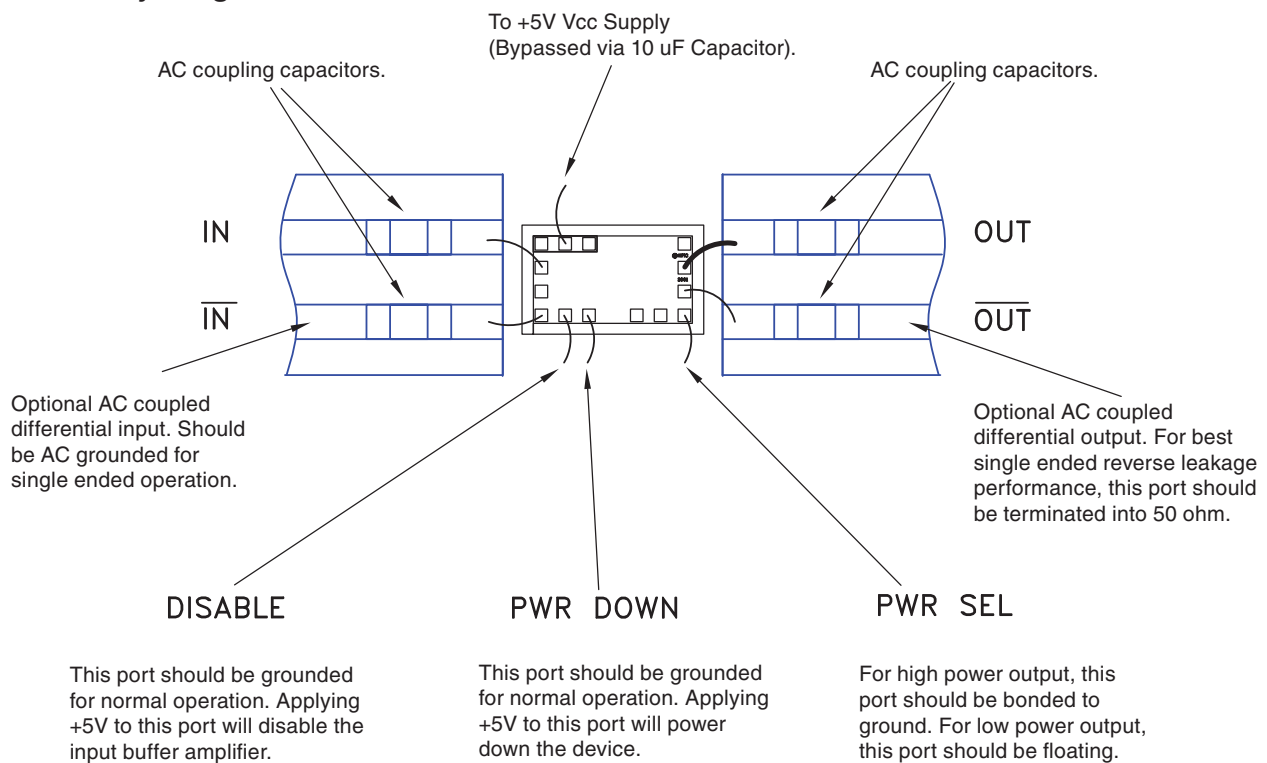 To +5V Vcc Supply
(Bypassed via 10 uF Capacitor).
AC coupling capacitors.
AC coupling capacitors.
IN
OUT
IN
OUT
Optional AC coupled
differential input. Should
be AC grounded for
single ended operation.
Optional AC coupled
differential output. For best
single ended reverse leakage
performance, this port should
be terminated into 50 ohm.
DISABLE
PWR DOWN
PWR SEL
This port should be grounded
for normal operation. Applying
+5V to this port will disable the
input buffer amplifier.
This port should be grounded
for normal operation. Applying
+5V to this port will power
down the device.
For high power output, this
port should be bonded to
ground. For low power output,
this port should be floating.